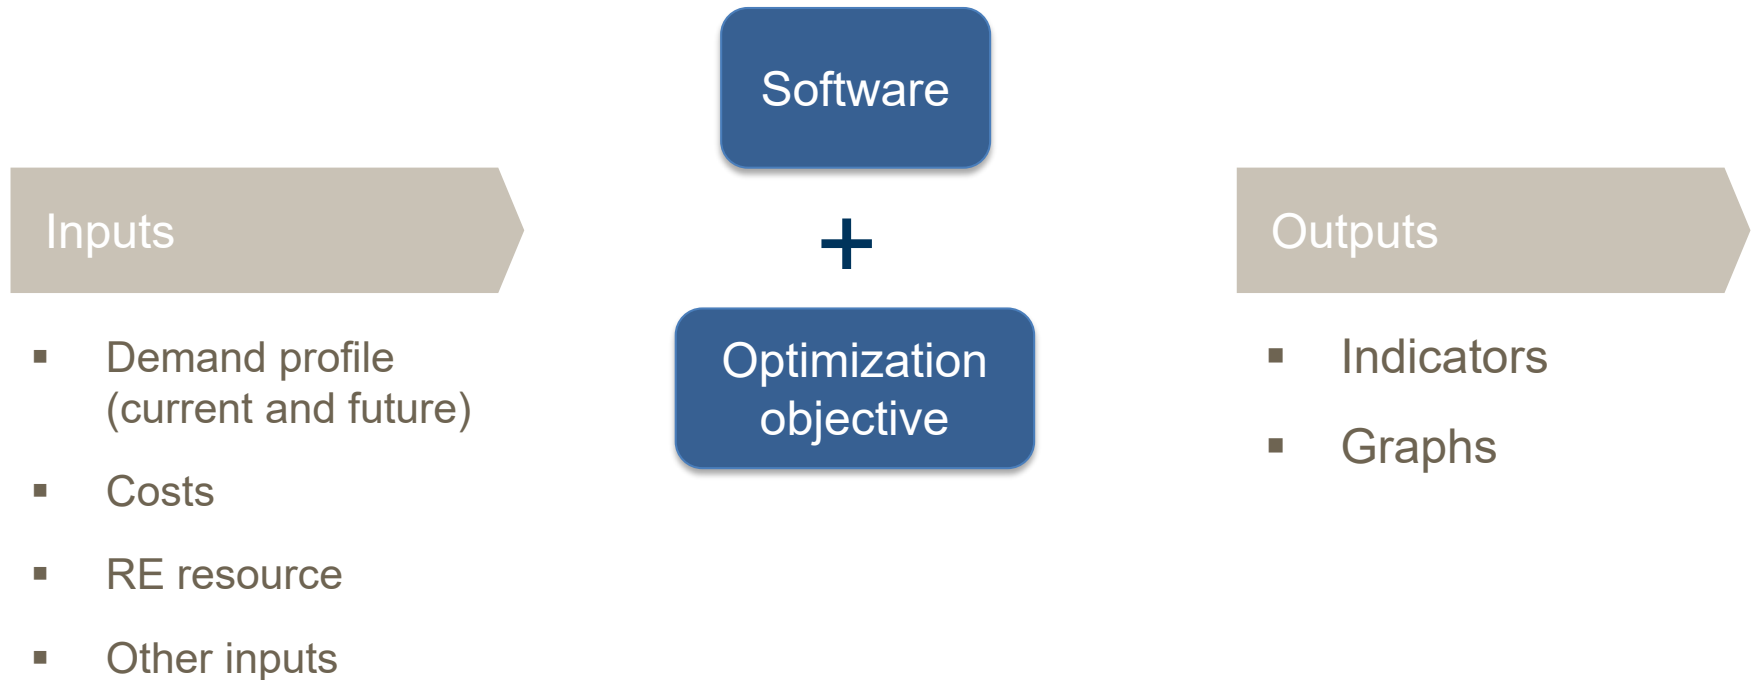 Software
Inputs
+
Outputs
▪ Demand profile
(current and future)
▪ Costs
▪ RE resource
▪ Other inputs
Optimization
objective
▪ Indicators
▪ Graphs